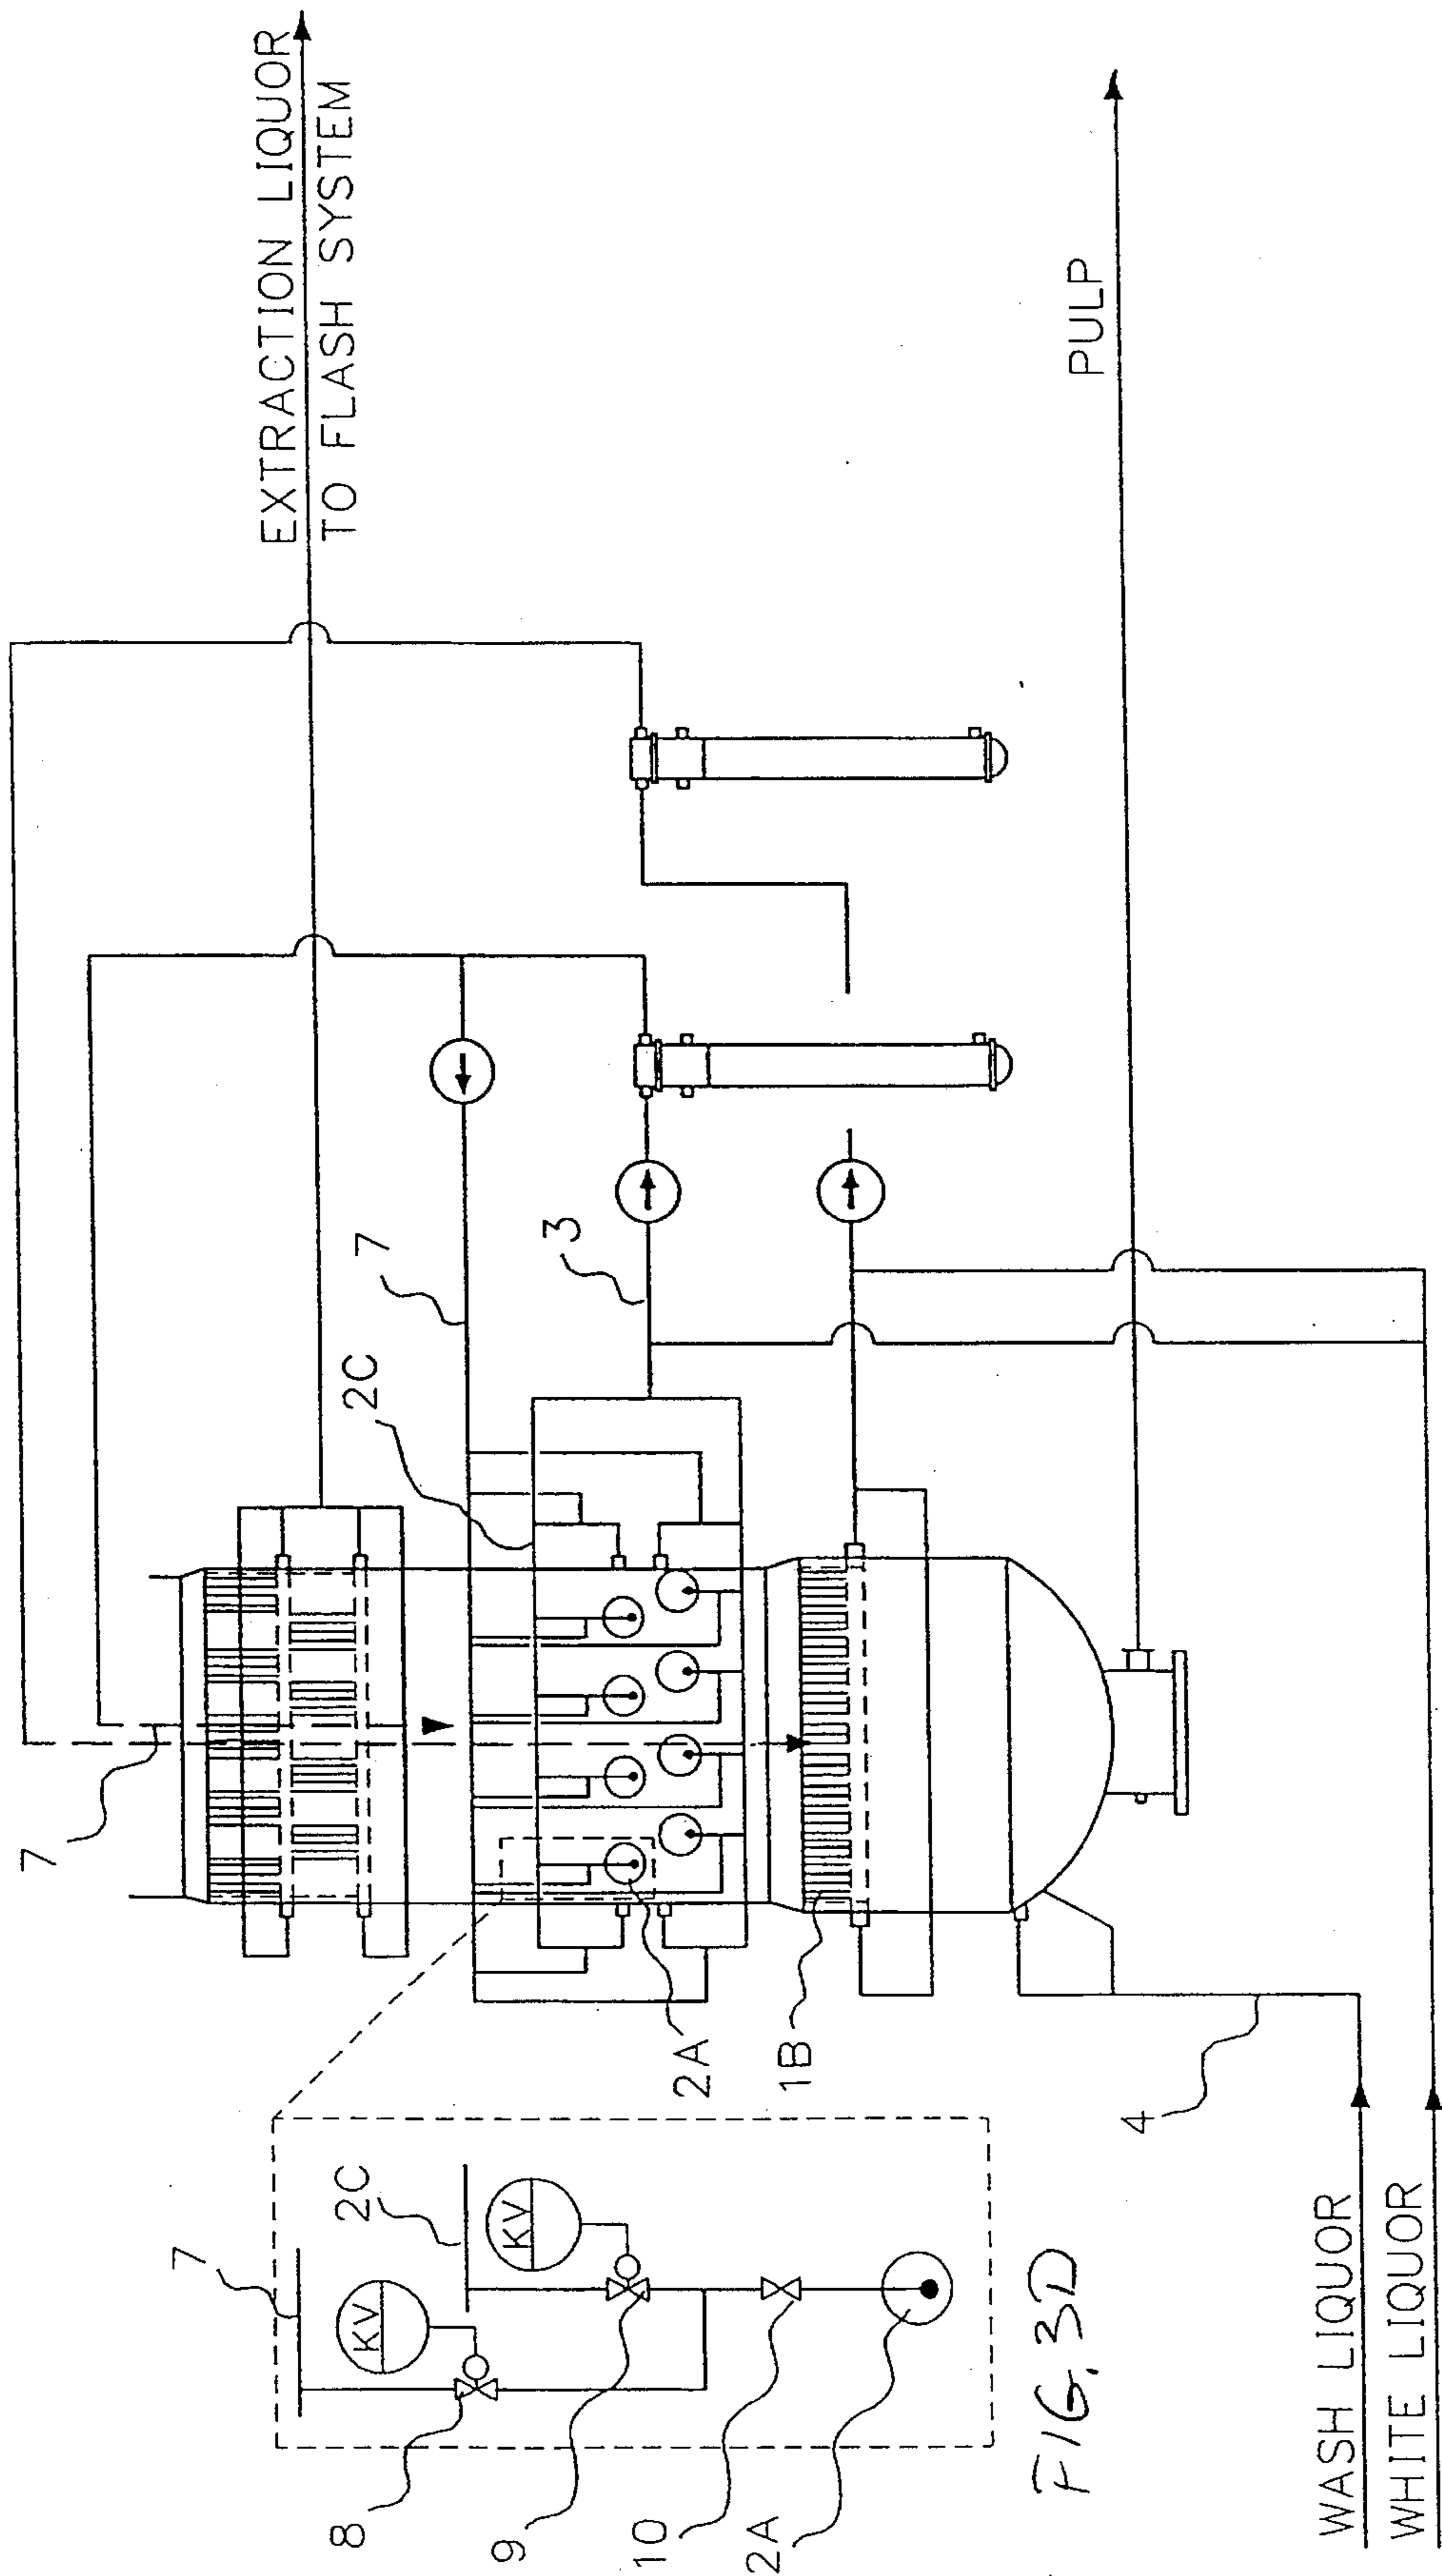 EXTRACTION LIQUOR
TO FLASH SYSTEM
PULP
7
2C
3
7
2A
1B
4
7
2C
KV
KV
8
9
10
2A
FIG. 3D
WASH LIQUOR
WHITE LIQUOR